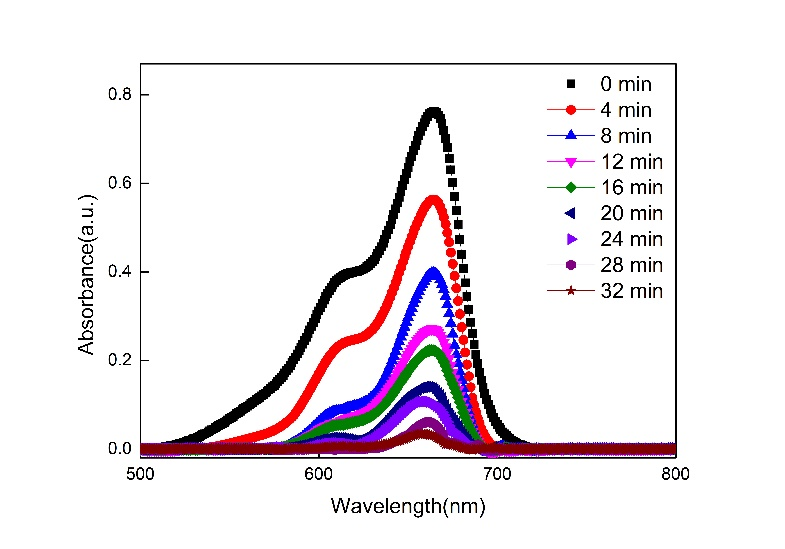 0.8
0.6
0.4
0.2
0.0
Absorbance(a.u.)
500
600
700
800
Wavelength(nm)
0 min
4 min
8 min
12 min
16 min
20 min
24 min
28 min
32 min